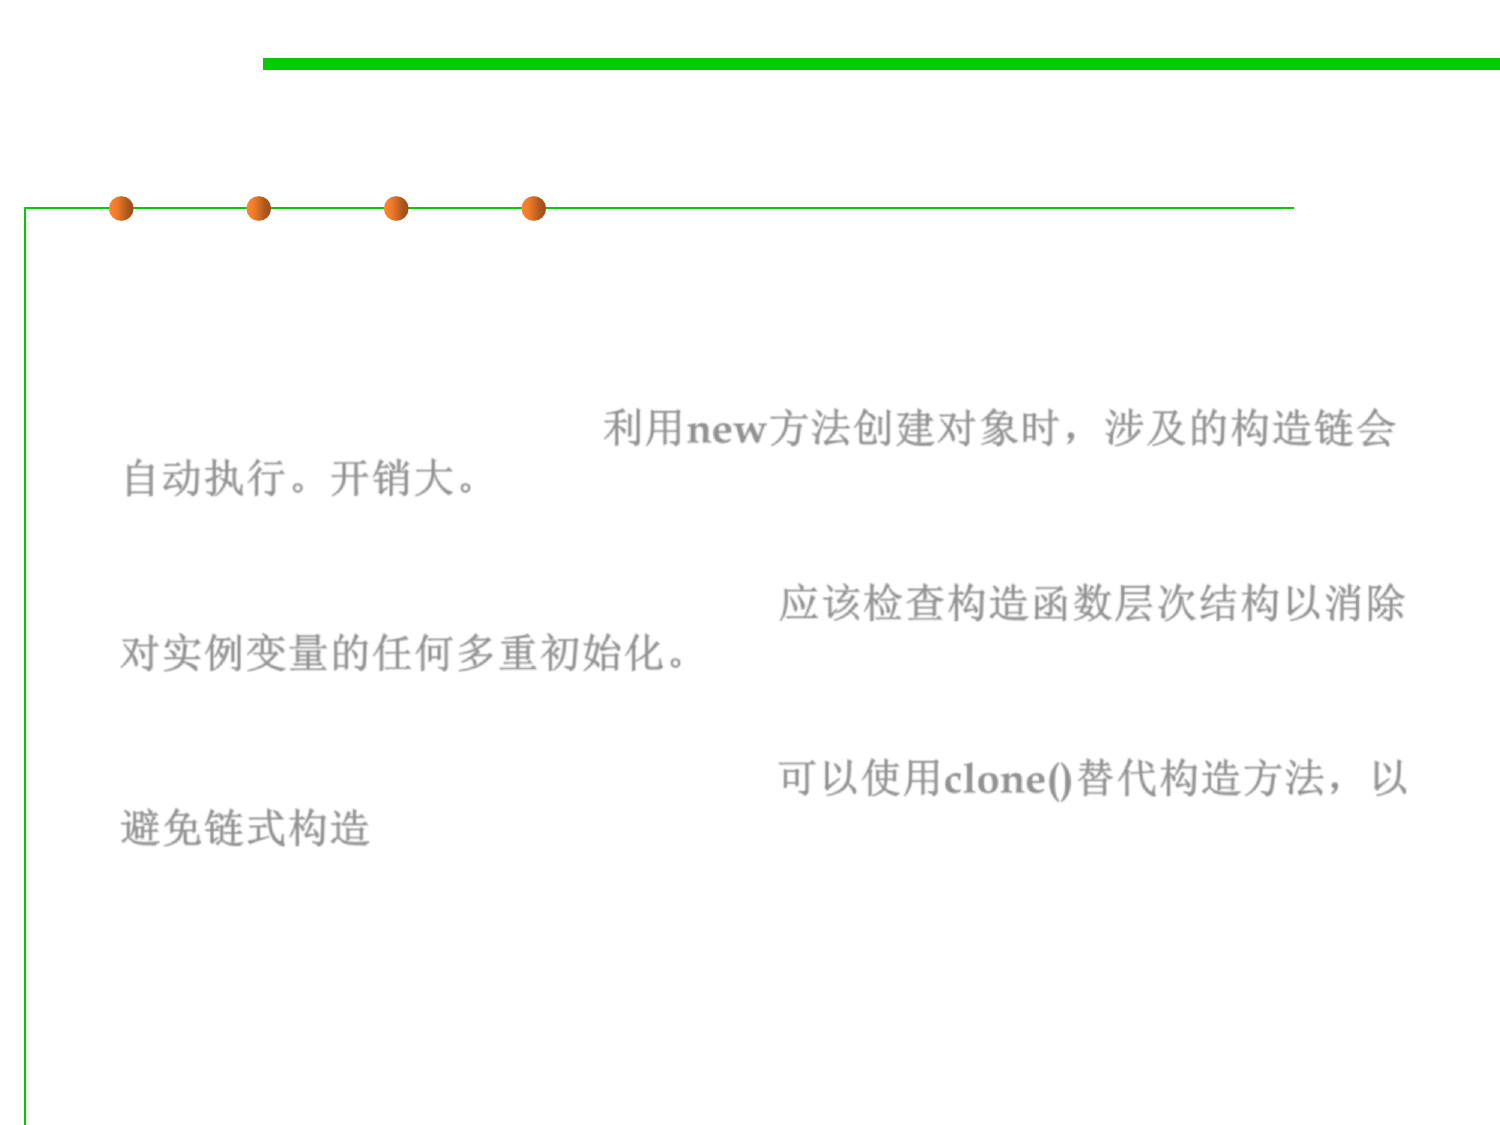 利用new方法创建对象时，涉及的构造链会
自动执行。开销大。
应该检查构造函数层次结构以消除
对实例变量的任何多重初始化。
可以使用clone()替代构造方法，以
避免链式构造